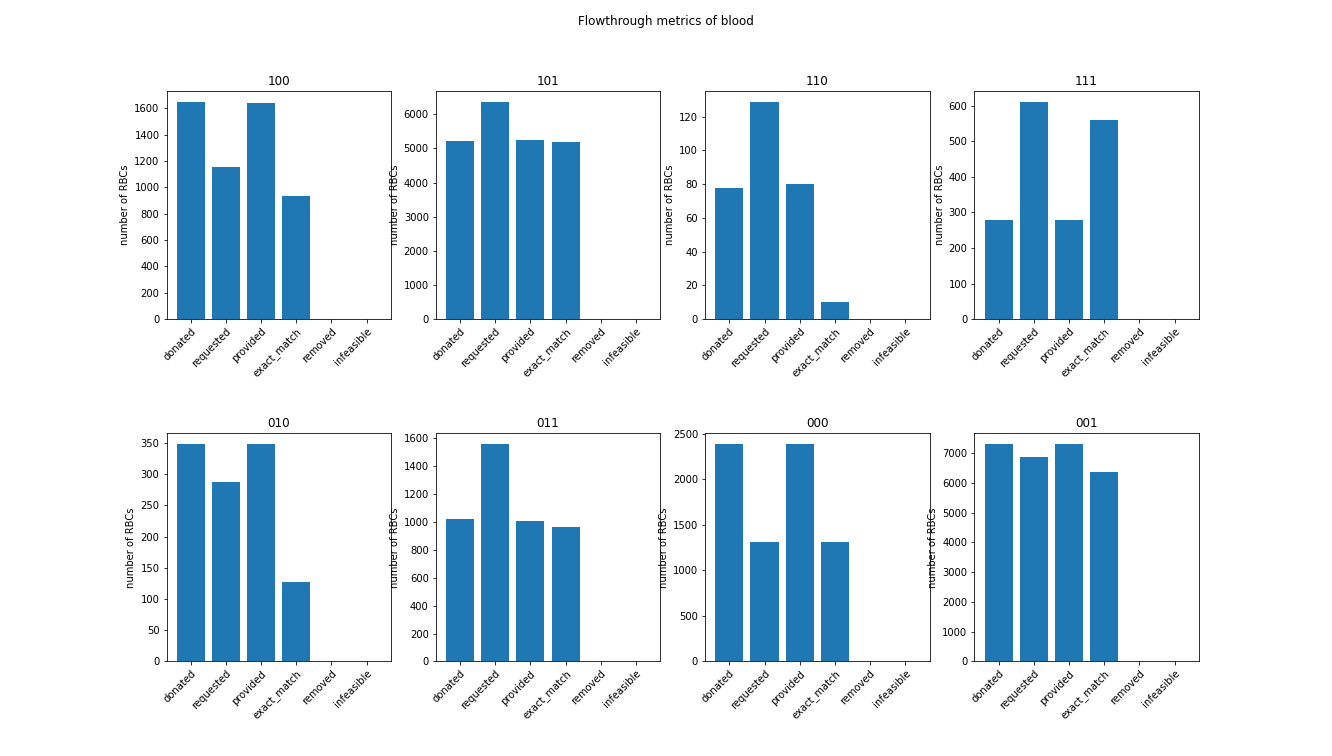 Flowthrough metrics of blood
100
number of RBCs
1600
1400
1200
1000
800
600
400
200
0
donated
requested
provided
exact_match
removed
infeasible
101
number of RBCs
6000
5000
4000
3000
2000
1000
0
donated
requested
provided
exact_match
removed
infeasible
110
number of RBCs
120
100
80
60
40
20
0
donated
requested
provided
exact_match
removed
infeasible
111
number of RBCs
600
500
400
300
200
100
0
donated
requested
provided
exact_match
removed
infeasible
010
number of RBCs
350
300
250
200
150
100
50
0
donated
requested
provided
exact_match
removed
infeasible
011
number of RBCs
1600
1400
1200
1000
800
600
400
200
0
donated
requested
provided
exact_match
removed
infeasible
000
number of RBCs
2500
2000
1500
1000
500
0
donated
requested
provided
exact_match
removed
infeasible
001
number of RBCs
7000
6000
5000
4000
3000
2000
1000
0
donated
requested
provided
exact_match
removed
infeasible